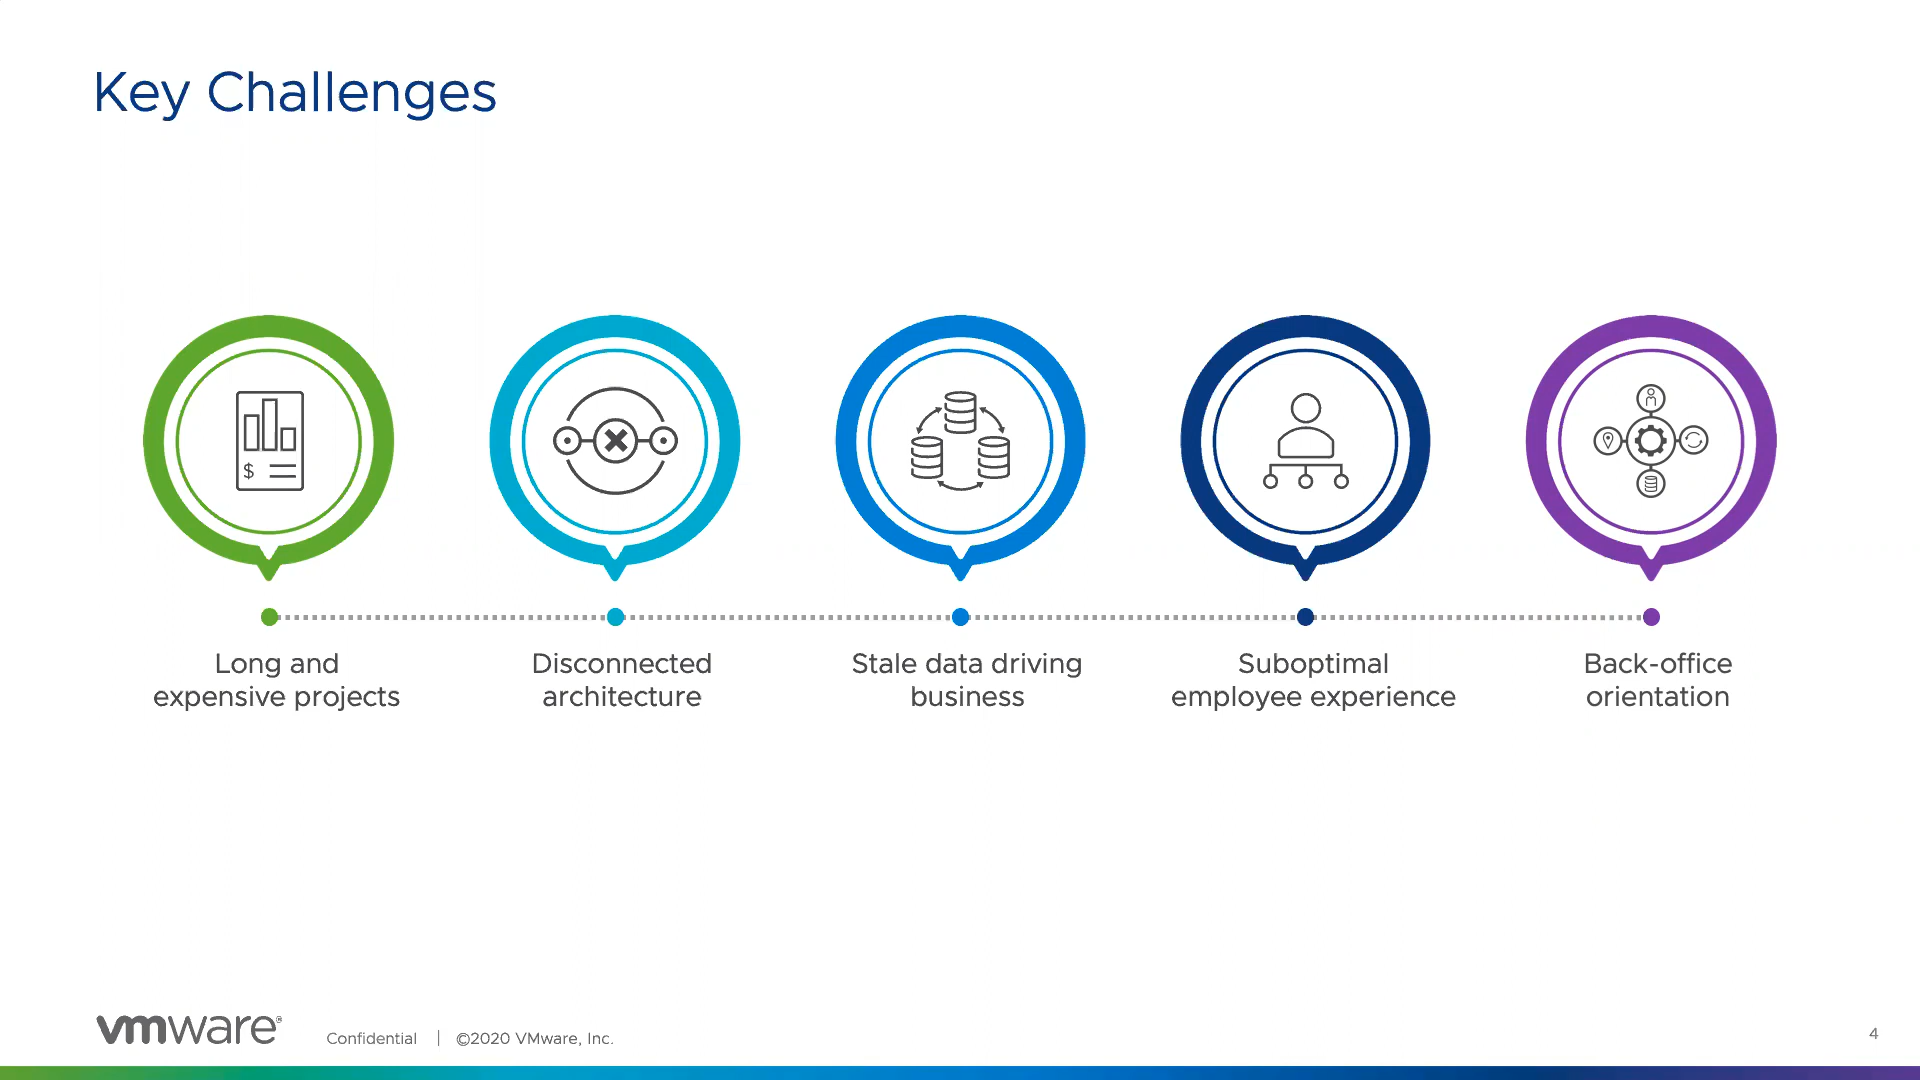 Key Challenges
$
Long and
expensive projects
Disconnected
architecture
Stale data driving
business
Suboptimal
employee experience
Back-office
orientation
vmware®
Confidential | ©2020 VMware, Inc.
4